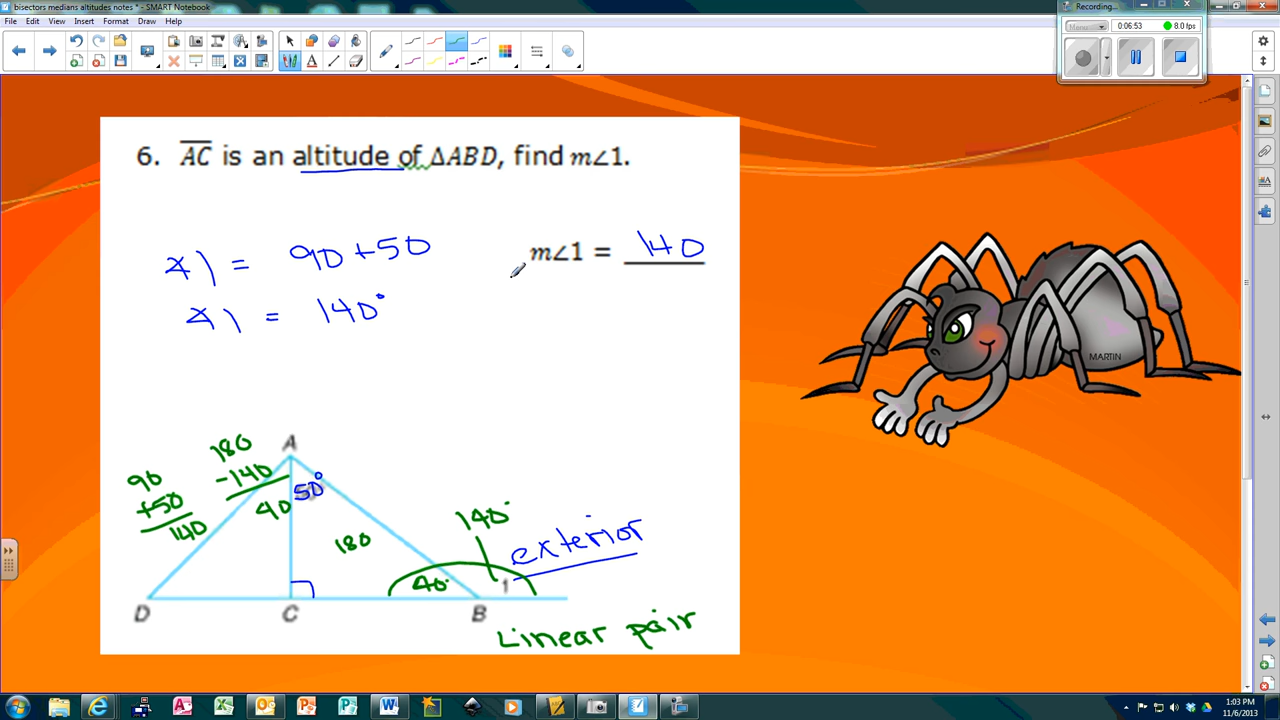 bisectors medians altitudes notes * - SMART Notebook
File Edit View Insert Format Draw Help
Recording...
Menu
0:06:53
8.0 fps
6. AC is an altitude of ΔABD, find m∠1.
∡1 = 90+50
m∠1 = 140
∡1 = 140°
A
180
-140
40
90
+50
140
50°
180
140°
exterior
40°
1
D
C
B
Linear pair
MARTIN
1:03 PM
11/6/2013